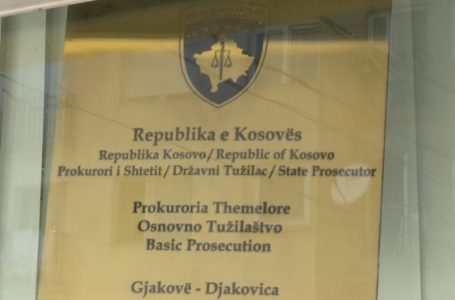 Republika e Kosovës
Republika Kosovo/Republic of Kosovo
Prokurori i Shtetit/Državni Tužilac/State Prosecutor
Prokuroria Themelore
Osnovno Tužilaštvo
Basic Prosecution
Gjakovë - Djakovica